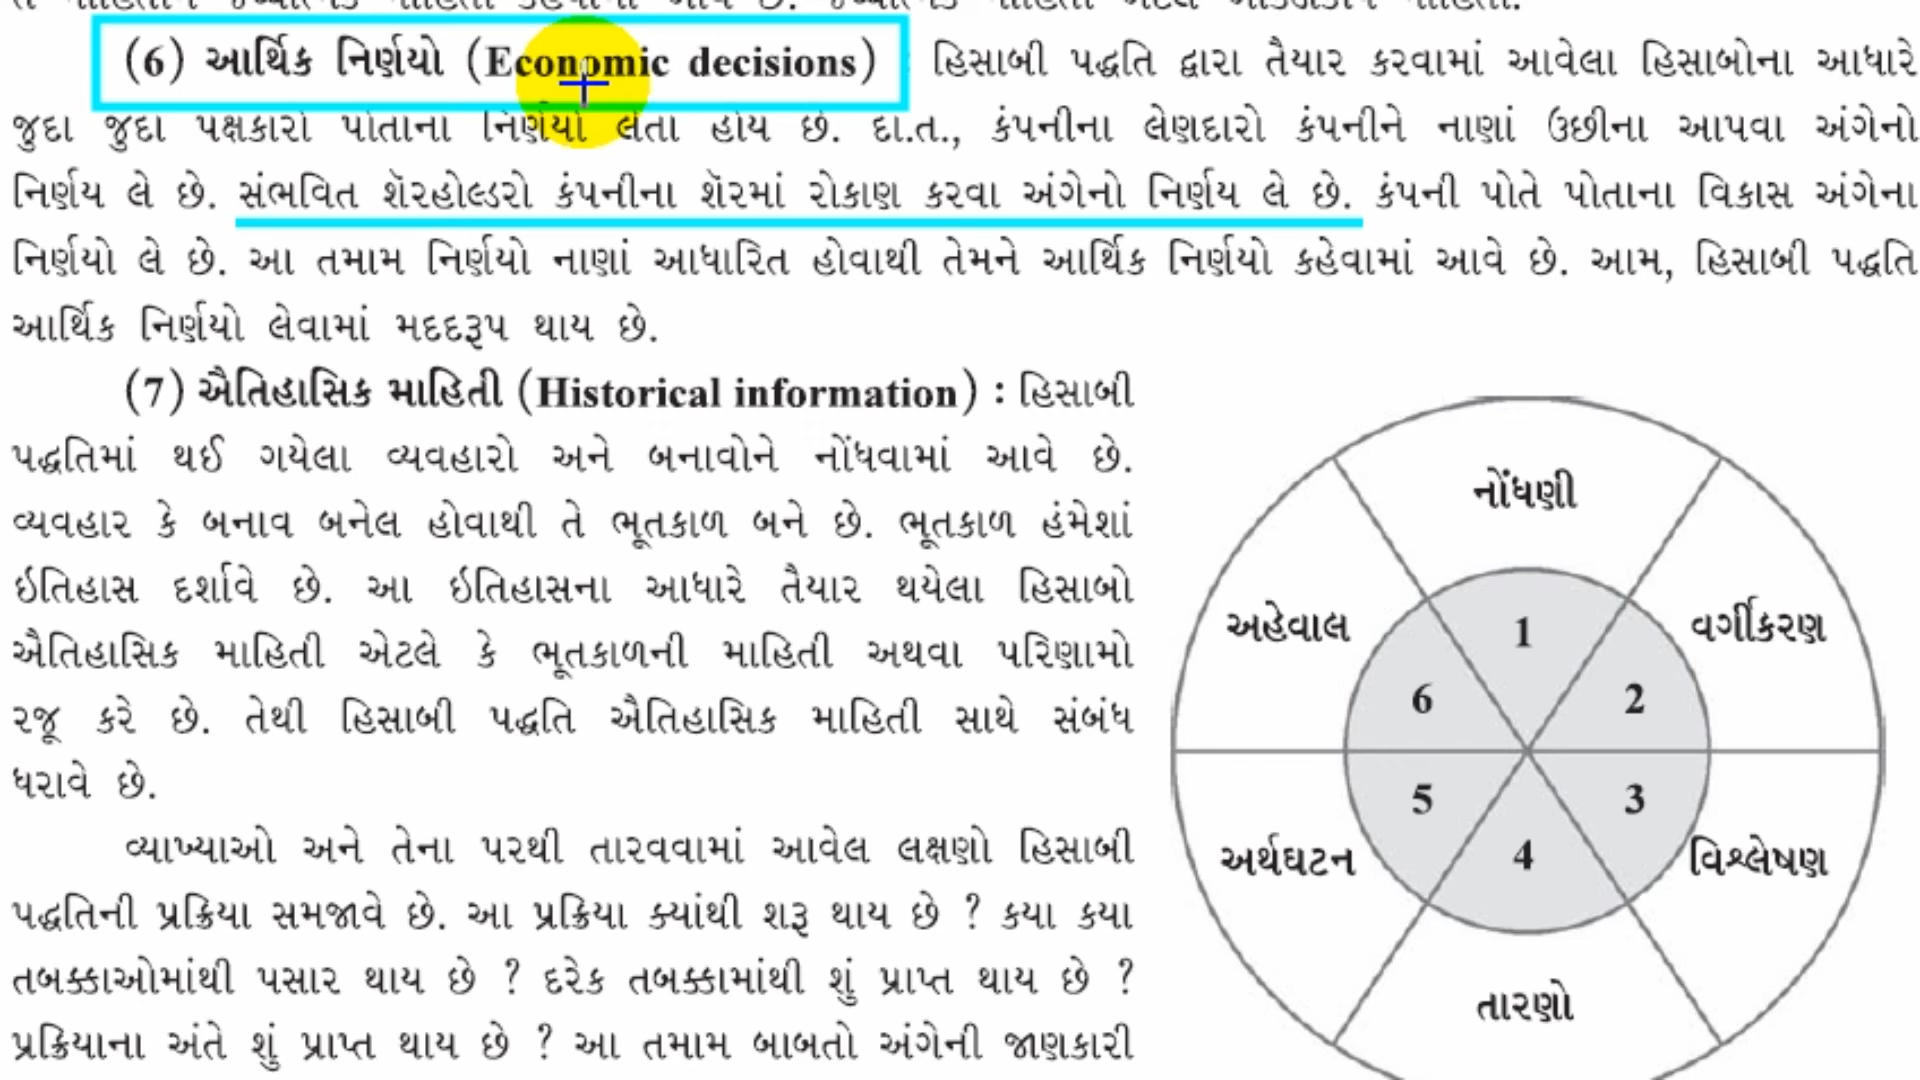 (6) આર્થિક નિર્ણયો (Economic decisions) હિસાબી પદ્ધતિ દ્વારા તૈયાર કરવામાં આવેલા હિસાબોના આધારે
જુદા જુદા પક્ષકારો પોતાના નિર્ણયો લેતા હોય છે. દા.ત., કંપનીના લેણદારો કંપનીને નાણાં ઉછીના આપવા અંગેનો
નિર્ણય લે છે. સંભવિત શૅરહોલ્ડરો કંપનીના શૅરમાં રોકાણ કરવા અંગેનો નિર્ણય લે છે. કંપની પોતે પોતાના વિકાસ અંગેના
નિર્ણયો લે છે. આ તમામ નિર્ણયો નાણાં આધારિત હોવાથી તેમને આર્થિક નિર્ણયો કહેવામાં આવે છે. આમ, હિસાબી પદ્ધતિ
આર્થિક નિર્ણયો લેવામાં મદદરૂપ થાય છે.
(7) ઐતિહાસિક માહિતી (Historical information) : હિસાબી
પદ્ધતિમાં થઈ ગયેલા વ્યવહારો અને બનાવોને નોંધવામાં આવે છે.
વ્યવહાર કે બનાવ બનેલ હોવાથી તે ભૂતકાળ બને છે. ભૂતકાળ હંમેશાં
ઇતિહાસ દર્શાવે છે. આ ઇતિહાસના આધારે તૈયાર થયેલા હિસાબો
ઐતિહાસિક માહિતી એટલે કે ભૂતકાળની માહિતી અથવા પરિણામો
રજૂ કરે છે. તેથી હિસાબી પદ્ધતિ ઐતિહાસિક માહિતી સાથે સંબંધ
ધરાવે છે.
વ્યાખ્યાઓ અને તેના પરથી તારવવામાં આવેલ લક્ષણો હિસાબી
પદ્ધતિની પ્રક્રિયા સમજાવે છે. આ પ્રક્રિયા ક્યાંથી શરૂ થાય છે ? કયા કયા
તબક્કાઓમાંથી પસાર થાય છે ? દરેક તબક્કામાંથી શું પ્રાપ્ત થાય છે ?
પ્રક્રિયાના અંતે શું પ્રાપ્ત થાય છે ? આ તમામ બાબતો અંગેની જાણકારી
નોંધણી
વર્ગીકરણ
વિશ્લેષણ
તારણો
અર્થઘટન
અહેવાલ
1
2
3
4
5
6